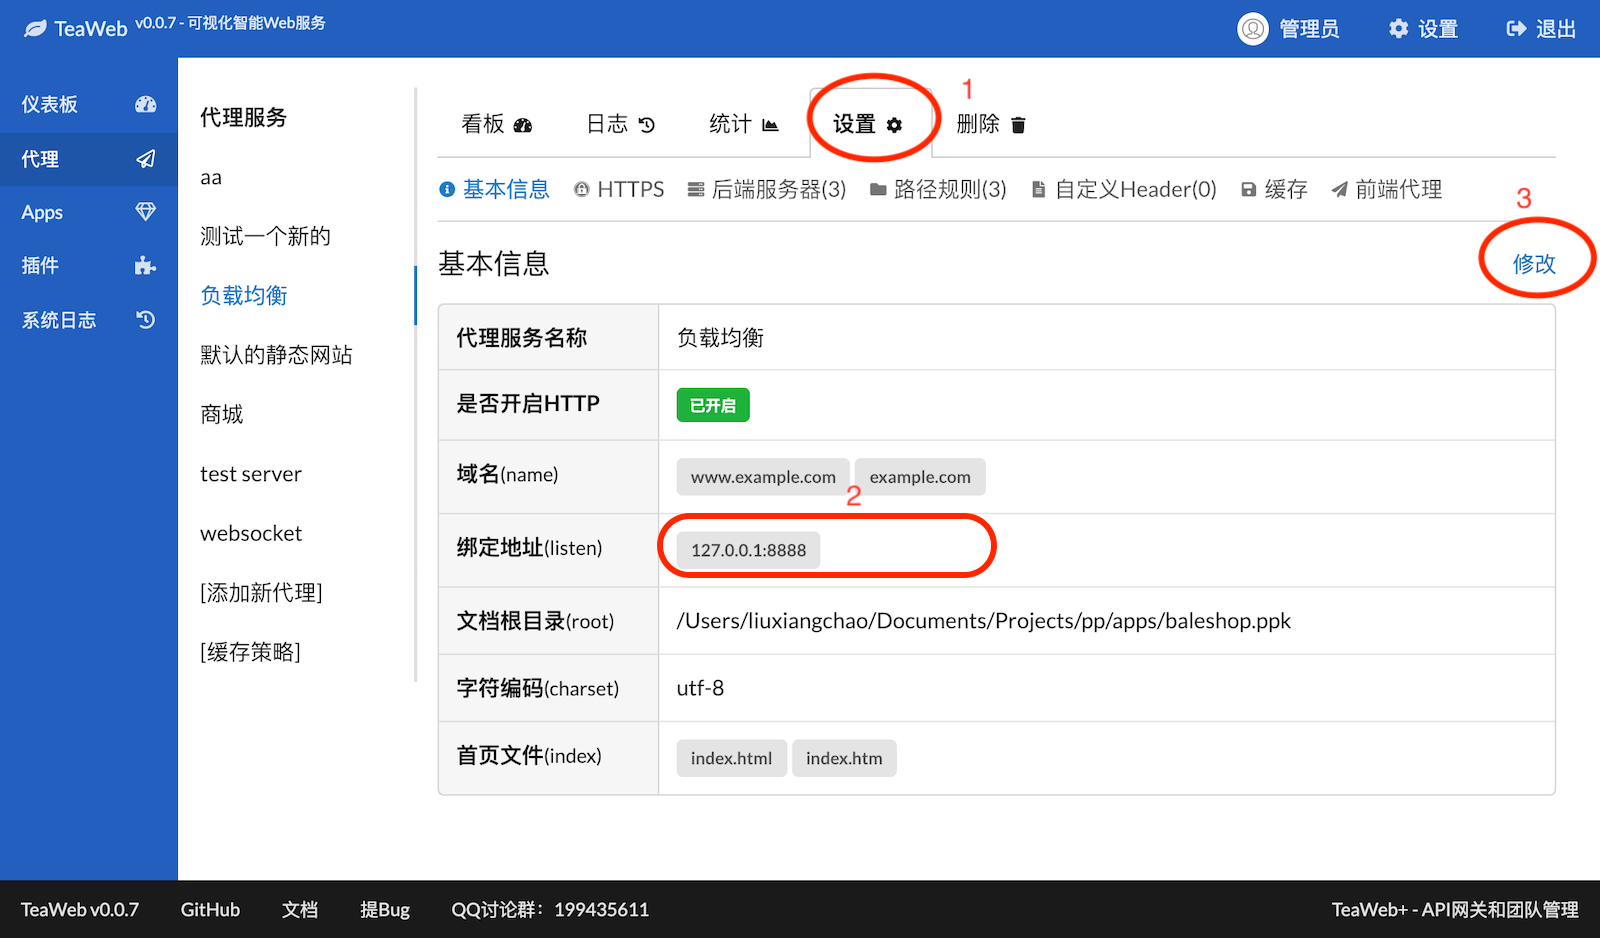 TeaWeb v0.0.7 - 可视化智能Web服务
管理员
设置
退出
仪表板
代理
Apps
插件
系统日志
代理服务
aa
测试一个新的
负载均衡
默认的静态网站
商城
test server
websocket
[添加新代理]
[缓存策略]
看板 日志 统计 设置 删除
1
基本信息 HTTPS 后端服务器(3) 路径规则(3) 自定义Header(0) 缓存 前端代理
3
基本信息
修改
代理服务名称 负载均衡
是否开启HTTP 已开启
域名(name) www.example.com example.com
2
绑定地址(listen) 127.0.0.1:8888
文档根目录(root) /Users/liuxiangchao/Documents/Projects/pp/apps/baleshop.ppk
字符编码(charset) utf-8
首页文件(index) index.html index.htm
TeaWeb v0.0.7 GitHub 文档 提Bug QQ讨论群：199435611
TeaWeb+ - API网关和团队管理